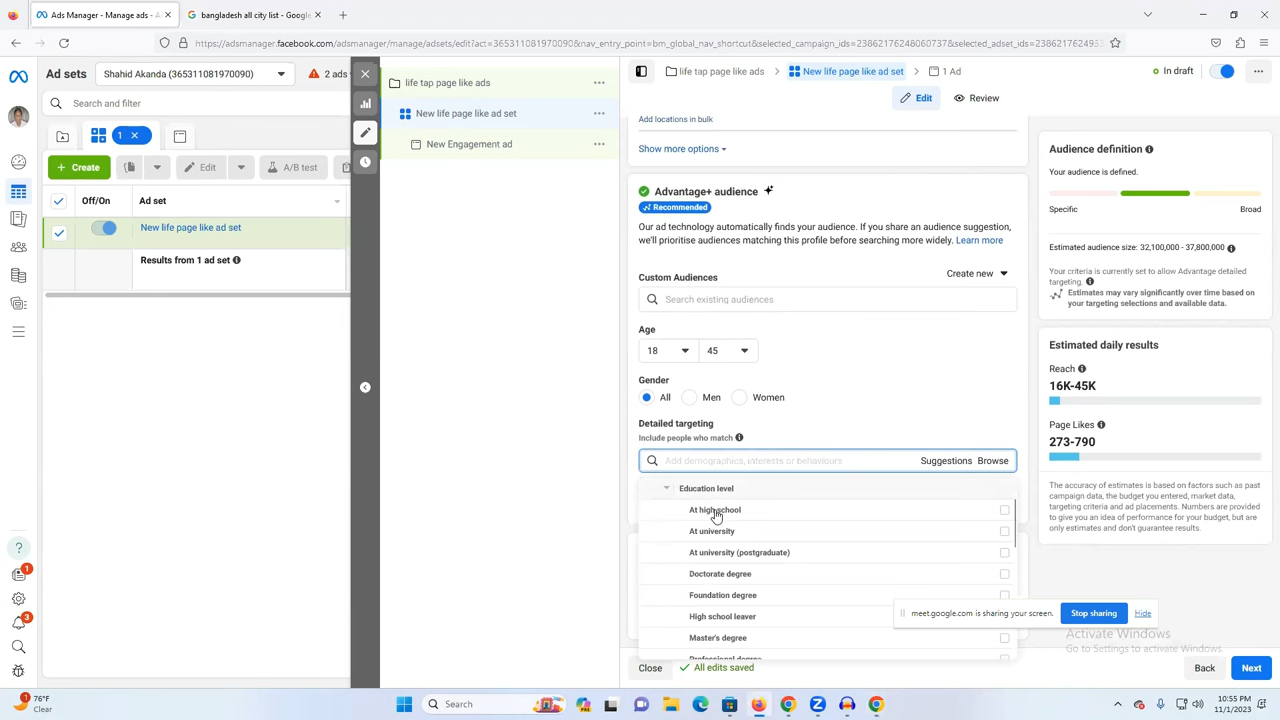 Ads Manager - Manage ads - Ac
bangladesh all city list - Google S
https://adsmanager.facebook.com/adsmanager/manage/adsets/edit?act=365311081970090&nav_entry_point=bm_global_nav_shortcut&selected_campaign_ids=23862176248060737&selected_adset_ids=238621762495
Ad sets
Shahid Akanda (365311081970090)
2 ads
Search and filter
1
Create
Edit
A/B test
Off/On
Ad set
New life page like ad set
Results from 1 ad set
life tap page like ads
New life page like ad set
New Engagement ad
life tap page like ads
New life page like ad set
1 Ad
In draft
Edit
Review
Add locations in bulk
Show more options
Advantage+ audience
Recommended
Our ad technology automatically finds your audience. If you share an audience suggestion,
we'll prioritise audiences matching this profile before searching more widely. Learn more
Custom Audiences
Create new
Search existing audiences
Age
18
45
Gender
All
Men
Women
Detailed targeting
Include people who match
Add demographics, interests or behaviours
Suggestions
Browse
Education level
At high school
At university
At university (postgraduate)
Doctorate degree
Foundation degree
High school leaver
Master's degree
Professional degree
Close
All edits saved
Back
Next
Audience definition
Your audience is defined.
Specific
Broad
Estimated audience size: 32,100,000 - 37,800,000
Your criteria is currently set to allow Advantage detailed
targeting.
Estimates may vary significantly over time based on
your targeting selections and available data.
Estimated daily results
Reach
16K-45K
Page Likes
273-790
The accuracy of estimates is based on factors such as past
campaign data, the budget you entered, market data,
targeting criteria and ad placements. Numbers are provided
to give you an idea of performance for your budget, but are
only estimates and don't guarantee results.
meet.google.com is sharing your screen.
Stop sharing
Hide
Activate Windows
Go to Settings to activate Windows.
1
3
1
76°F
Clear
Search
10:55 PM
11/1/2023